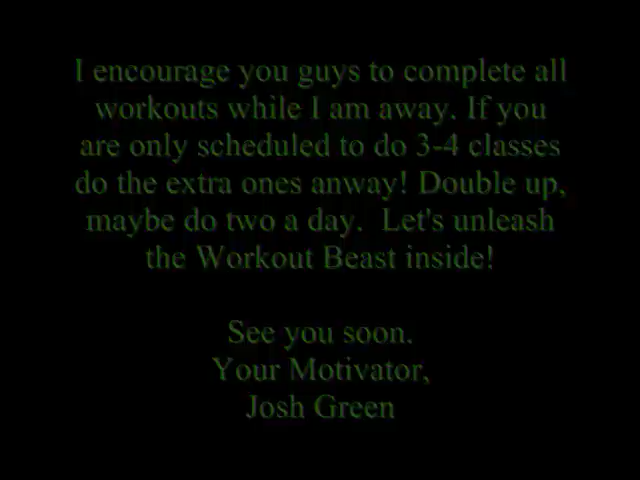 I encourage you guys to complete all
workouts while I am away. If you
are only scheduled to do 3-4 classes
do the extra ones anway! Double up,
maybe do two a day.  Let's unleash
the Workout Beast inside!
See you soon.
Your Motivator,
Josh Green